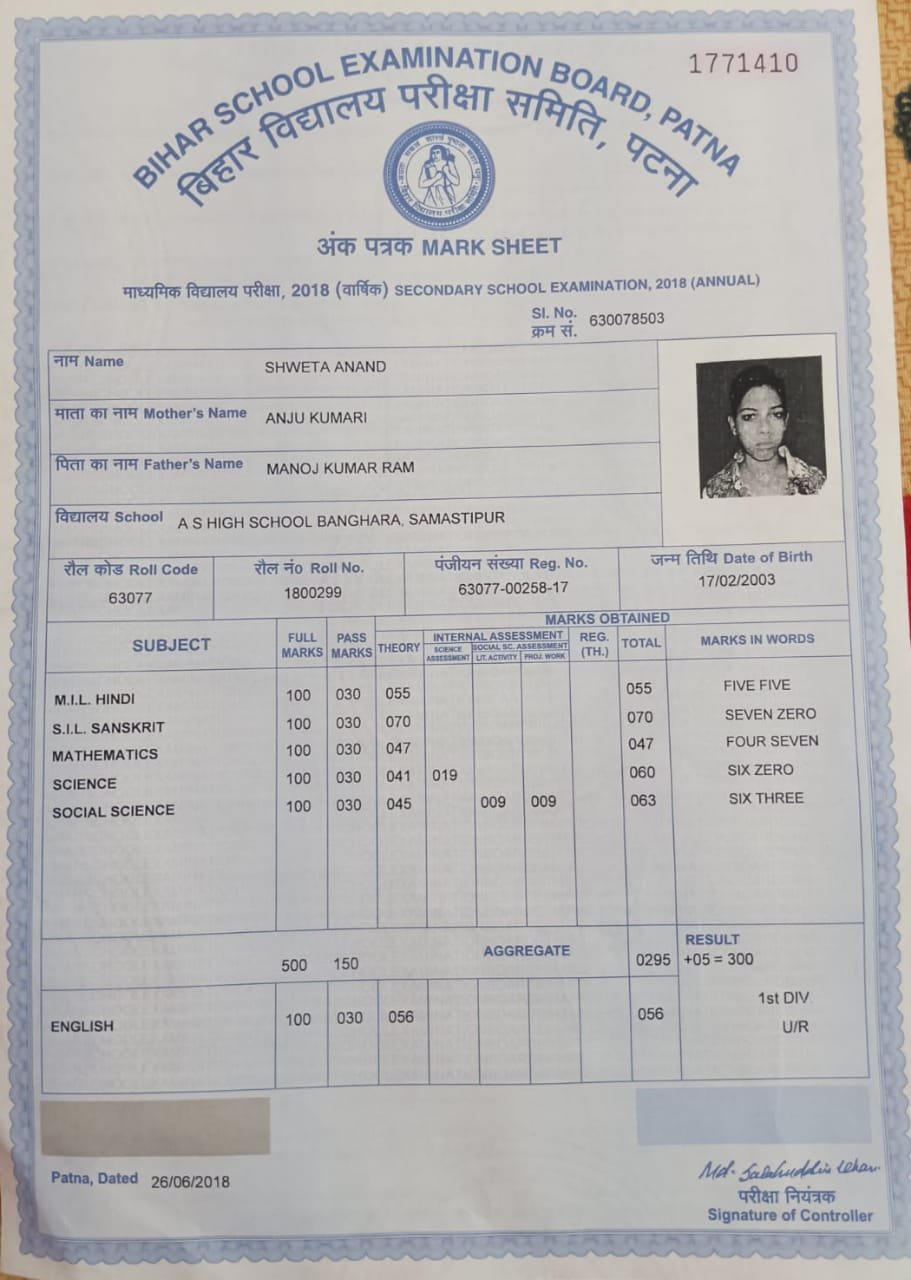 1771410
BIHAR SCHOOL EXAMINATION BOARD, PATNA
बिहार विद्यालय परीक्षा समिति, पटना
अंक पत्रक MARK SHEET
माध्यमिक विद्यालय परीक्षा, 2018 (वार्षिक) SECONDARY SCHOOL EXAMINATION, 2018 (ANNUAL)
Sl. No.
क्रम सं. 630078503
नाम Name SHWETA ANAND
माता का नाम Mother's Name ANJU KUMARI
पिता का नाम Father's Name MANOJ KUMAR RAM
विद्यालय School A S HIGH SCHOOL BANGHARA, SAMASTIPUR
रौल कोड Roll Code रौल नं० Roll No. पंजीयन संख्या Reg. No. जन्म तिथि Date of Birth
63077 1800299 63077-00258-17 17/02/2003
MARKS OBTAINED
SUBJECT FULL MARKS PASS MARKS THEORY INTERNAL ASSESSMENT REG. (TH.) TOTAL MARKS IN WORDS
SCIENCE ASSESSMENT SOCIAL SC. ASSESSMENT
LIT. ACTIVITY PROJ. WORK
M.I.L. HINDI 100 030 055 055 FIVE FIVE
S.I.L. SANSKRIT 100 030 070 070 SEVEN ZERO
MATHEMATICS 100 030 047 047 FOUR SEVEN
SCIENCE 100 030 041 019 060 SIX ZERO
SOCIAL SCIENCE 100 030 045 009 009 063 SIX THREE
RESULT
500 150 AGGREGATE 0295 +05 = 300
1st DIV
ENGLISH 100 030 056 056 U/R
Patna, Dated 26/06/2018
Md. Salahuddin Khan
परीक्षा नियंत्रक
Signature of Controller